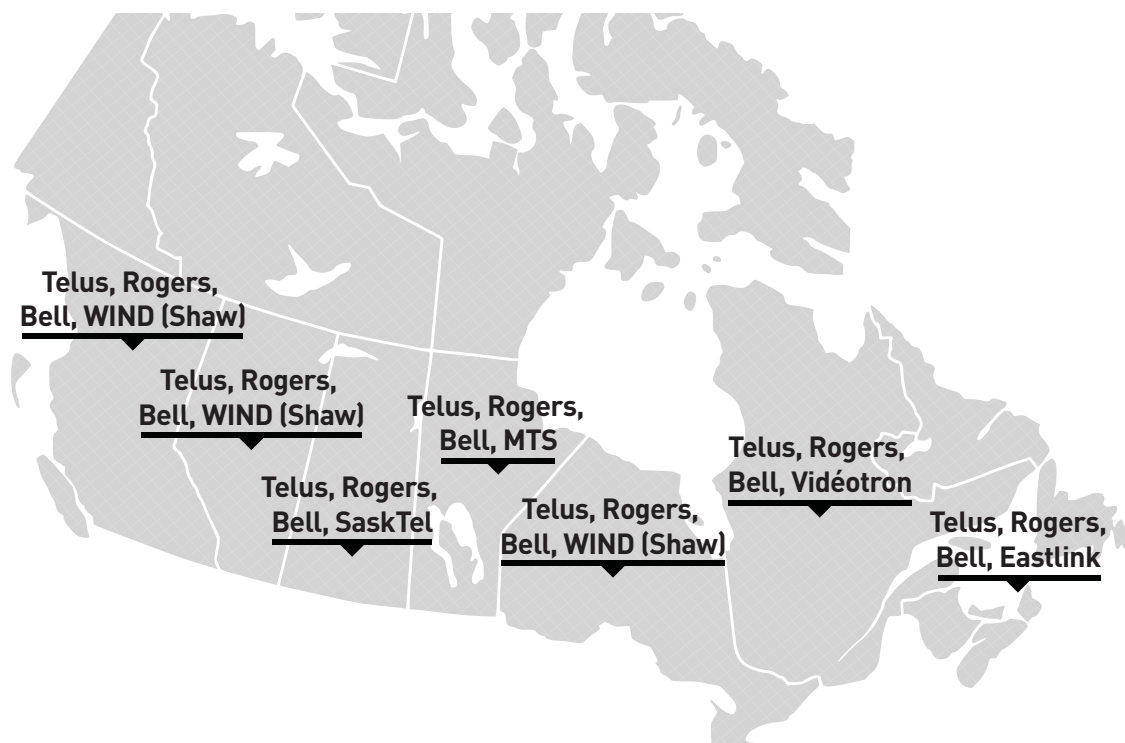 Telus, Rogers,
Bell, WIND (Shaw)
Telus, Rogers,
Bell, WIND (Shaw)
Telus, Rogers,
Bell, SaskTel
Telus, Rogers,
Bell, MTS
Telus, Rogers,
Bell, WIND (Shaw)
Telus, Rogers,
Bell, Vidéotron
Telus, Rogers,
Bell, Eastlink